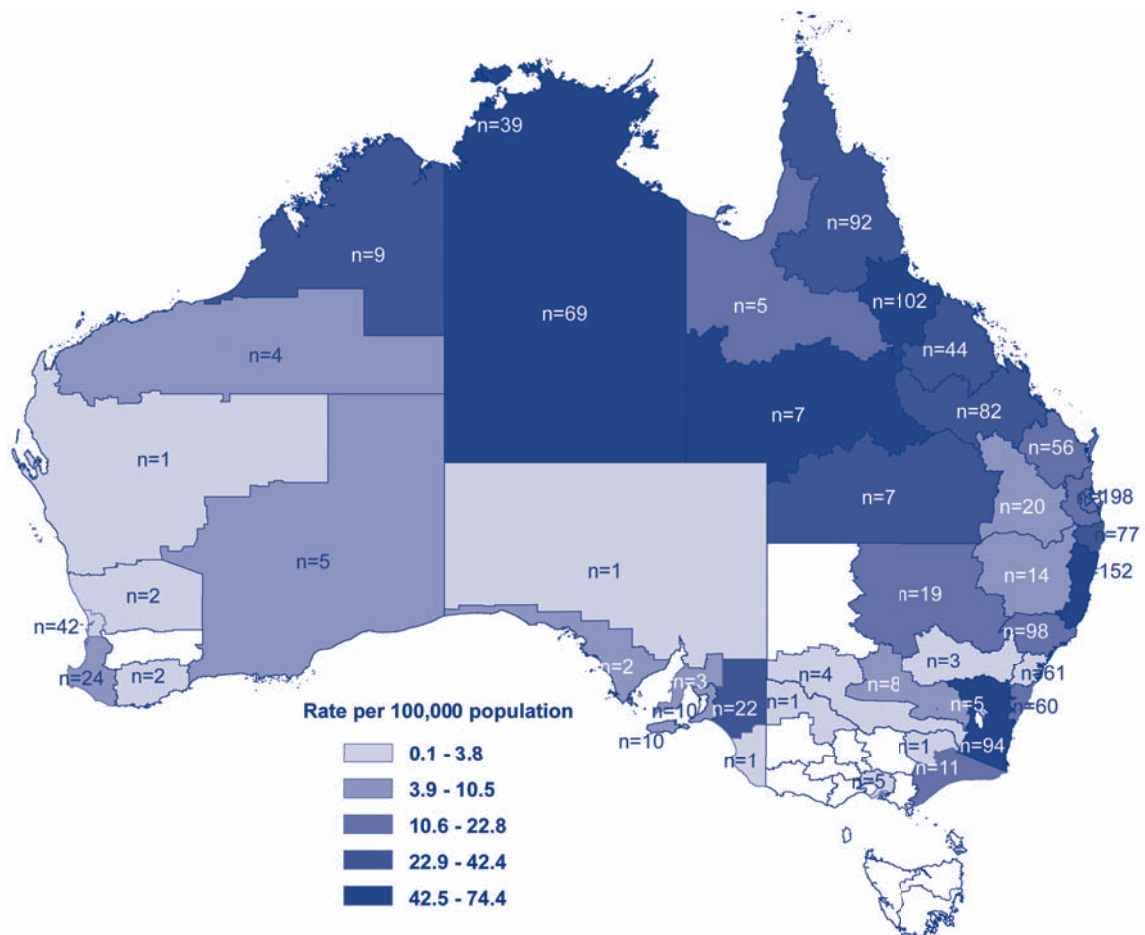 n=39
n=92
n=9
n=102
n=5
n=69
n=44
n=4
n=82
n=7
n=56
n=1
n=198
n=7
n=20
n=77
n=5
n=1
n=152
n=14
n=2
n=19
n=42
n=98
n=3
n=4
n=61
n=2
n=24
n=2
n=3
n=8
n=5
n=1
n=22
n=10
n=60
Rate per 100,000 population
n=10
n=1
n=94
0.1 - 3.8
n=1
n=11
n=5
3.9 - 10.5
10.6 - 22.8
22.9 - 42.4
42.5 - 74.4